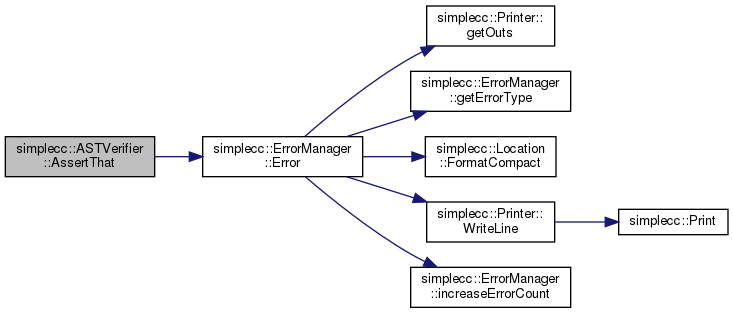 simplecc::ASTVerifier
::AssertThat
simplecc::ErrorManager
::Error
simplecc::Printer::
getOuts
simplecc::ErrorManager
::getErrorType
simplecc::Location
::FormatCompact
simplecc::Printer::
WriteLine
simplecc::ErrorManager
::increaseErrorCount
simplecc::Print